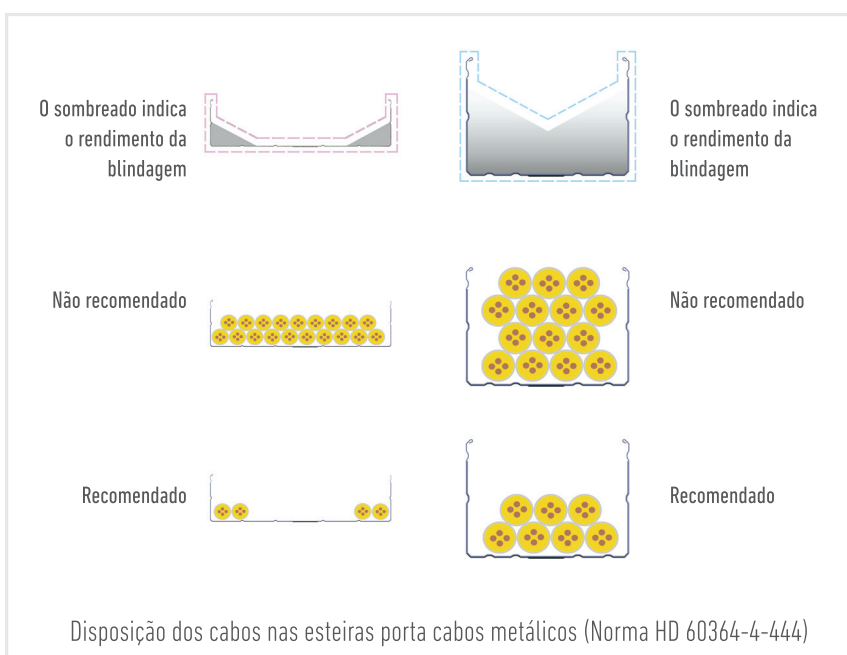 O sombreado indica
o rendimento da
blindagem
O sombreado indica
o rendimento da
blindagem
Não recomendado
Não recomendado
Recomendado
Recomendado
Disposição dos cabos nas esteiras porta cabos metálicos (Norma HD 60364-4-444)